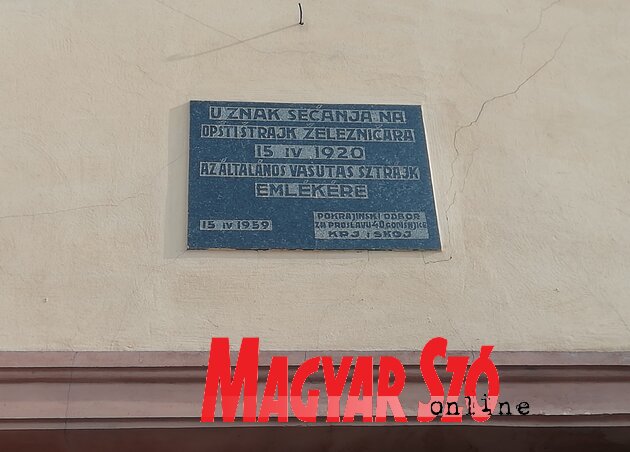 U ZNAK SEĆANJA NA
OPŠTI ŠTRAJK ŽELEZNIČARA
15 IV 1920
AZ ÁLTALÁNOS VASUTAS SZTRÁJK
EMLÉKÉRE
15 IV 1959
POKRAJINSKI ODBOR
ZA PROSLAVU 40 GODIŠNJICE
KPJ I SKOJ
MAGYAR SZÓ
online